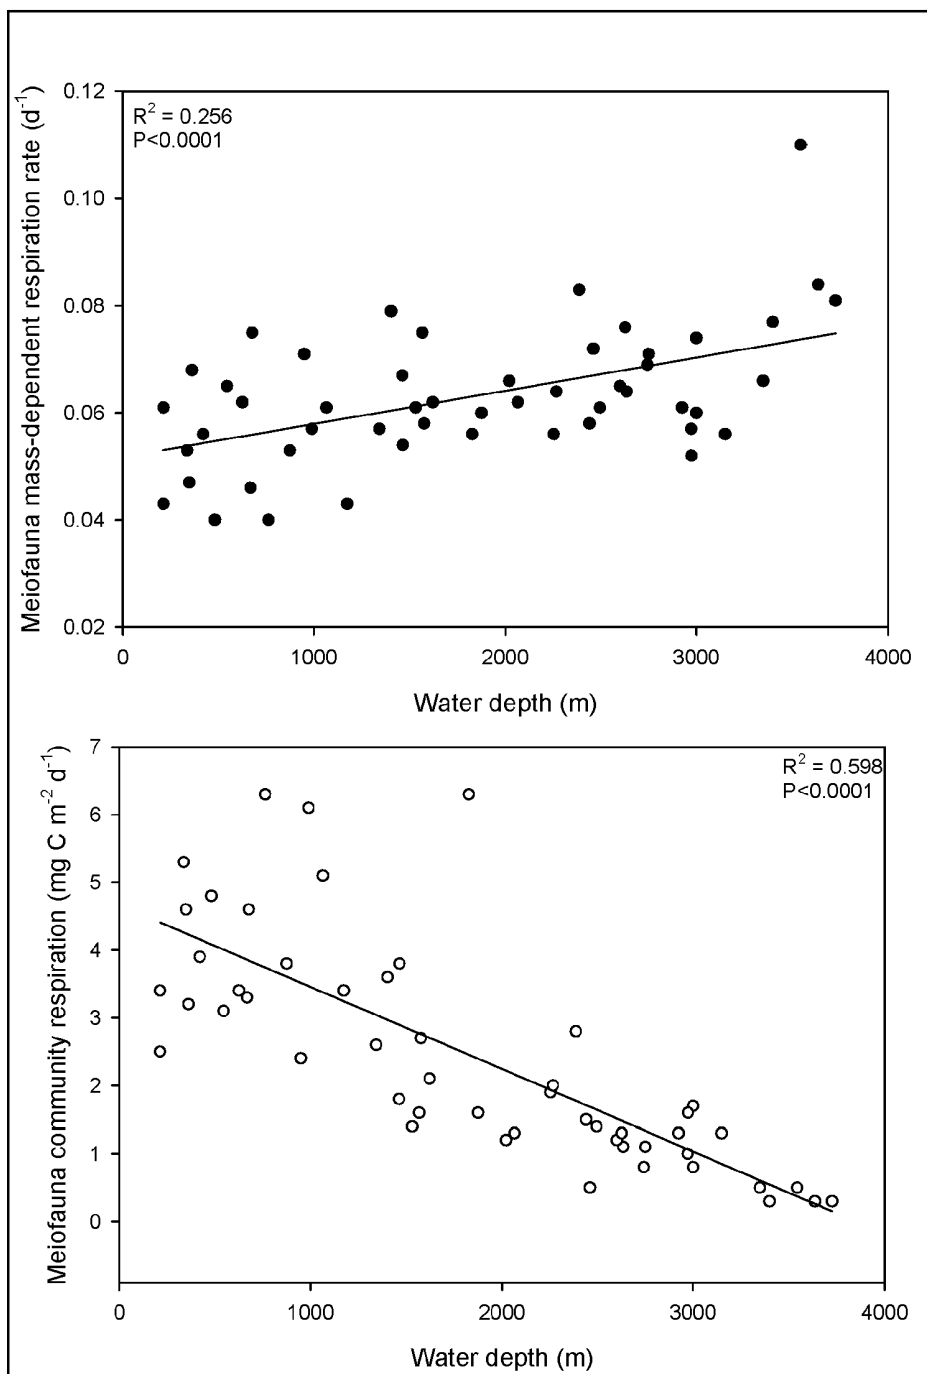 R² = 0.256
P<0.0001
Meiofauna mass-dependent respiration rate (d⁻¹)
0.12
0.10
0.08
0.06
0.04
0.02
0 1000 2000 3000 4000
Water depth (m)
R² = 0.598
P<0.0001
Meiofauna community respiration (mg C m⁻² d⁻¹)
7
6
5
4
3
2
1
0
0 1000 2000 3000 4000
Water depth (m)